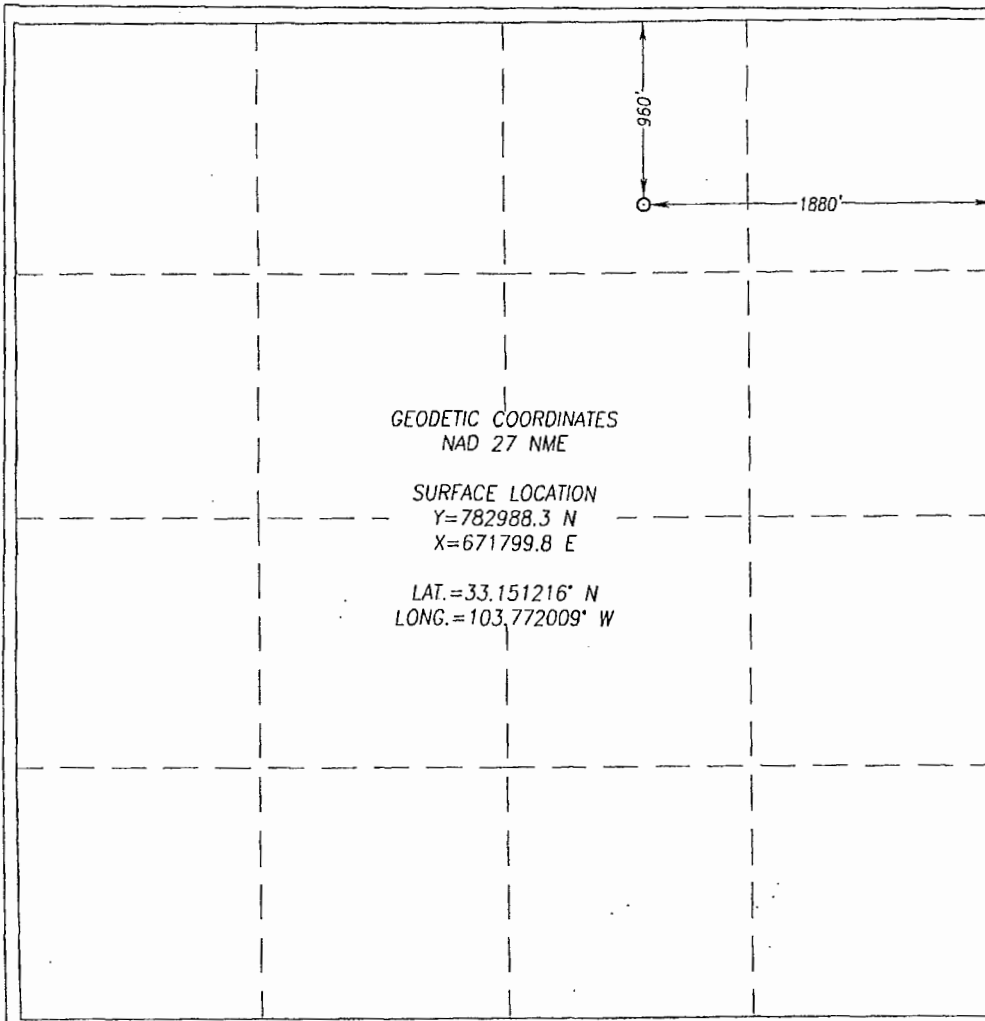 960'
1880'
GEODETIC COORDINATES
NAD 27 NME
SURFACE LOCATION
Y=782988.3 N
X=671799.8 E
LAT.=33.151216° N
LONG.=103.772009° W